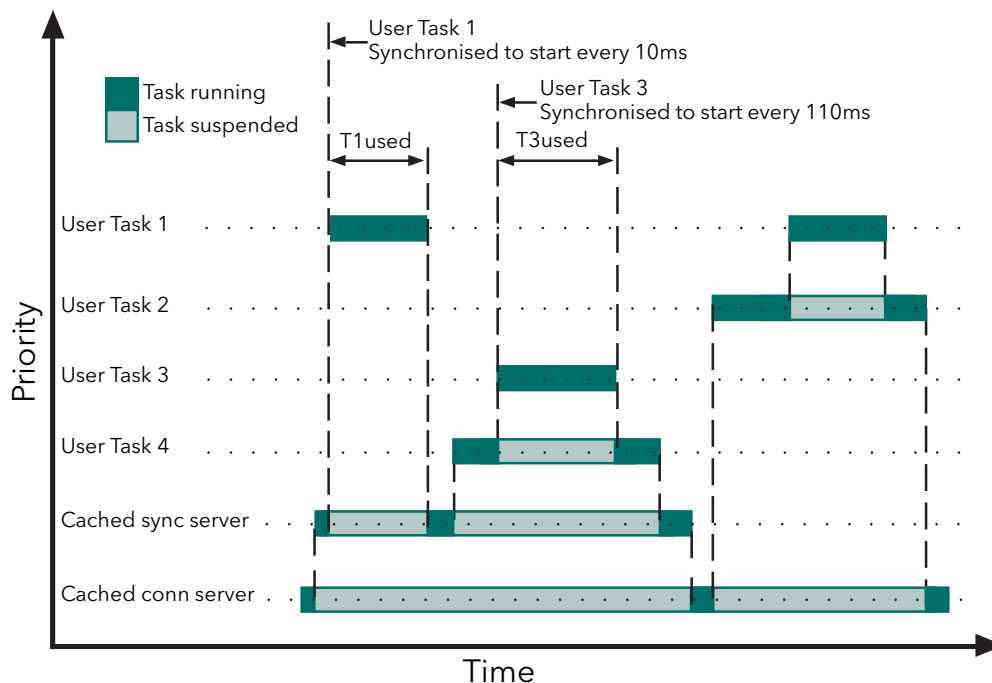 User Task 1
Synchronised to start every 10ms
User Task 3
Synchronised to start every 110ms
Task running
Task suspended
T1used
T3used
User Task 1
User Task 2
User Task 3
User Task 4
Cached sync server
Cached conn server
Priority
Time